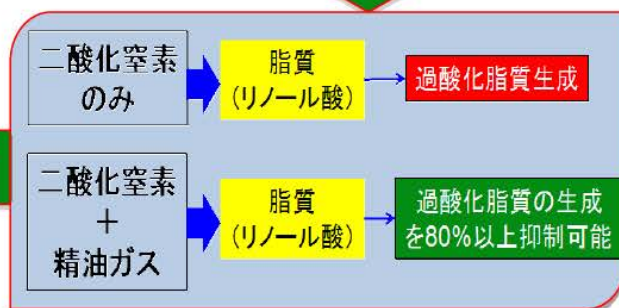 二酸化窒素
のみ
脂質
(リノール酸)
過酸化脂質生成
二酸化窒素
+
精油ガス
脂質
(リノール酸)
過酸化脂質の生成
を80%以上抑制可能